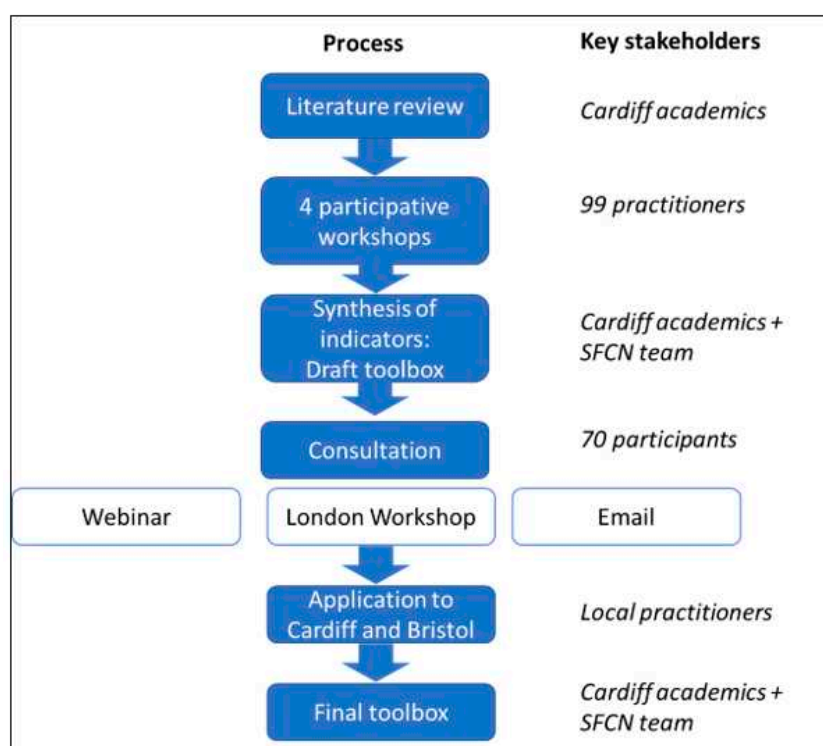 Process Key stakeholders
Literature review
Cardiff academics
4 participative
workshops
99 practitioners
Synthesis of
indicators:
Draft toolbox
Cardiff academics +
SFCN team
Consultation
70 participants
Webinar
London Workshop
Email
Application to
Cardiff and Bristol
Local practitioners
Final toolbox
Cardiff academics +
SFCN team